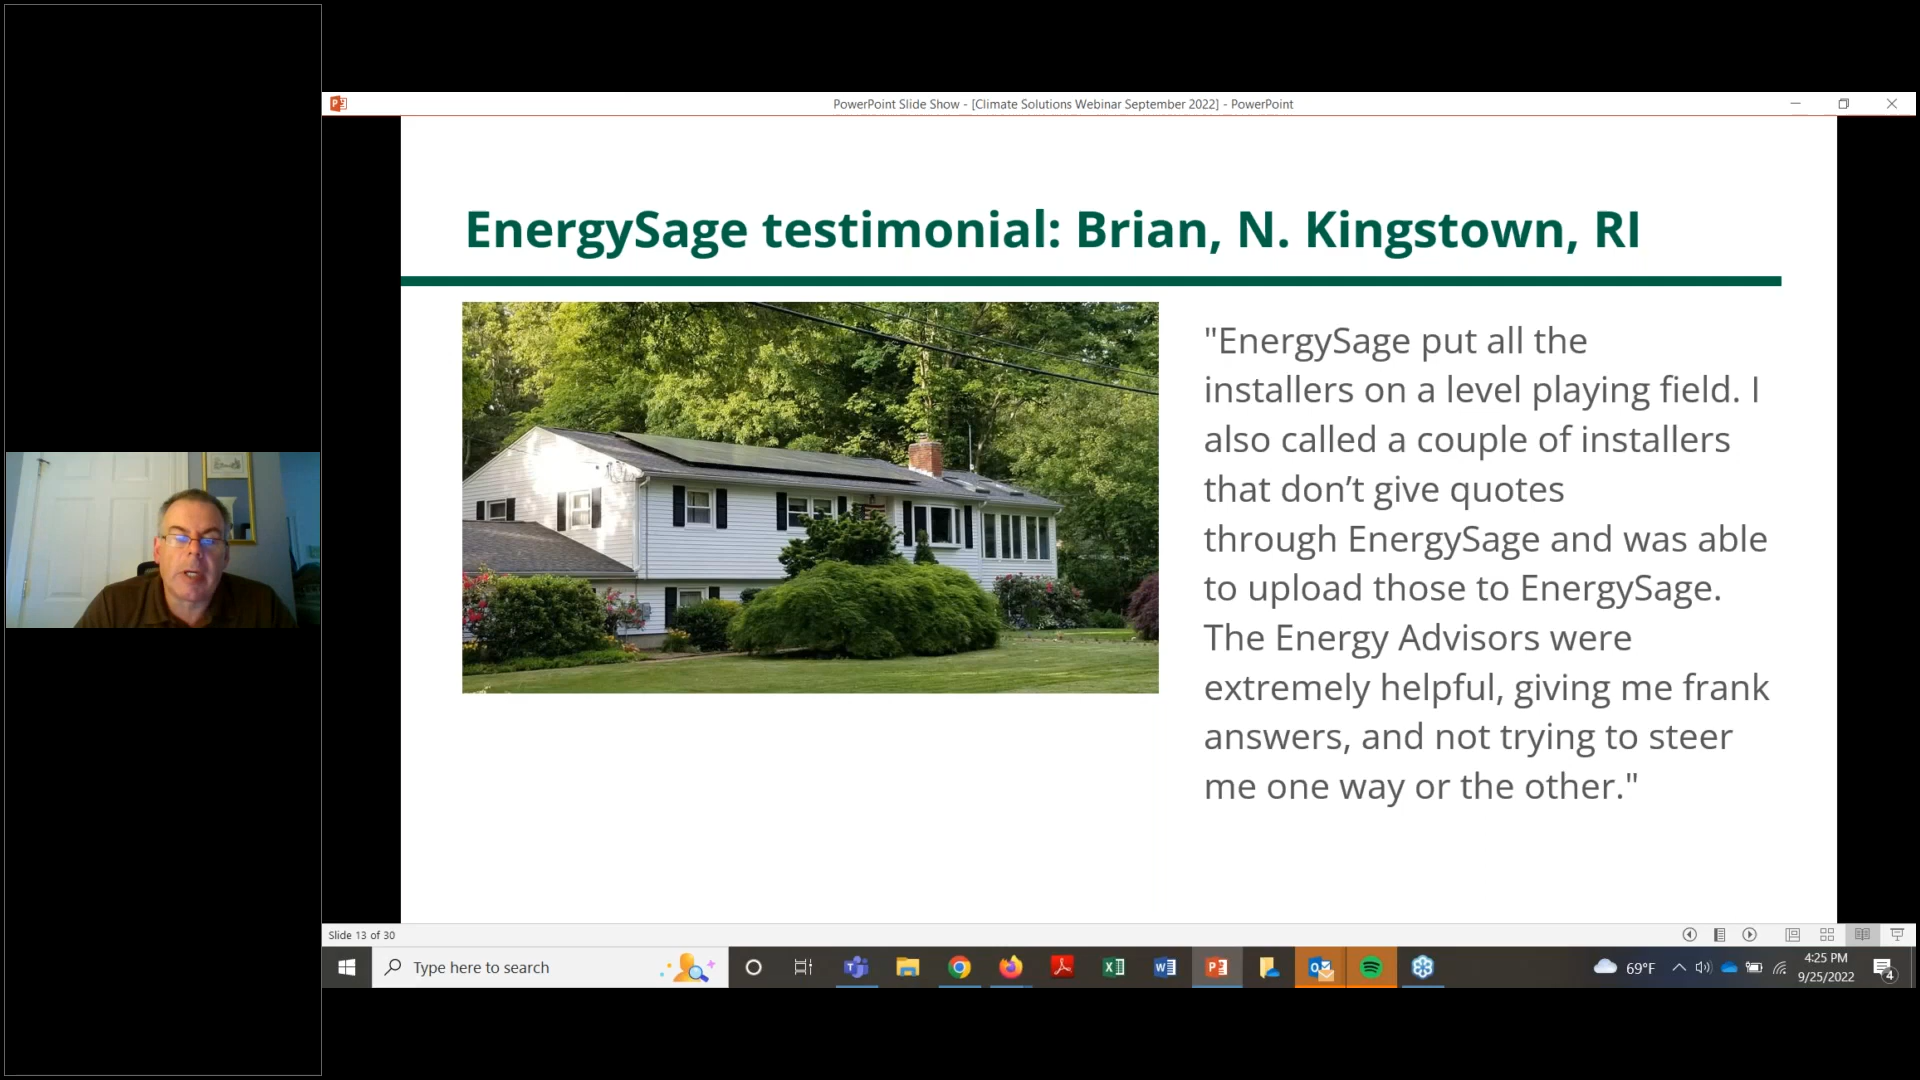 PowerPoint Slide Show - [Climate Solutions Webinar September 2022] - PowerPoint
EnergySage testimonial: Brian, N. Kingstown, RI
"EnergySage put all the
installers on a level playing field. I
also called a couple of installers
that don’t give quotes
through EnergySage and was able
to upload those to EnergySage.
The Energy Advisors were
extremely helpful, giving me frank
answers, and not trying to steer
me one way or the other."
Slide 13 of 30
Type here to search
69°F
4:25 PM
9/25/2022
4